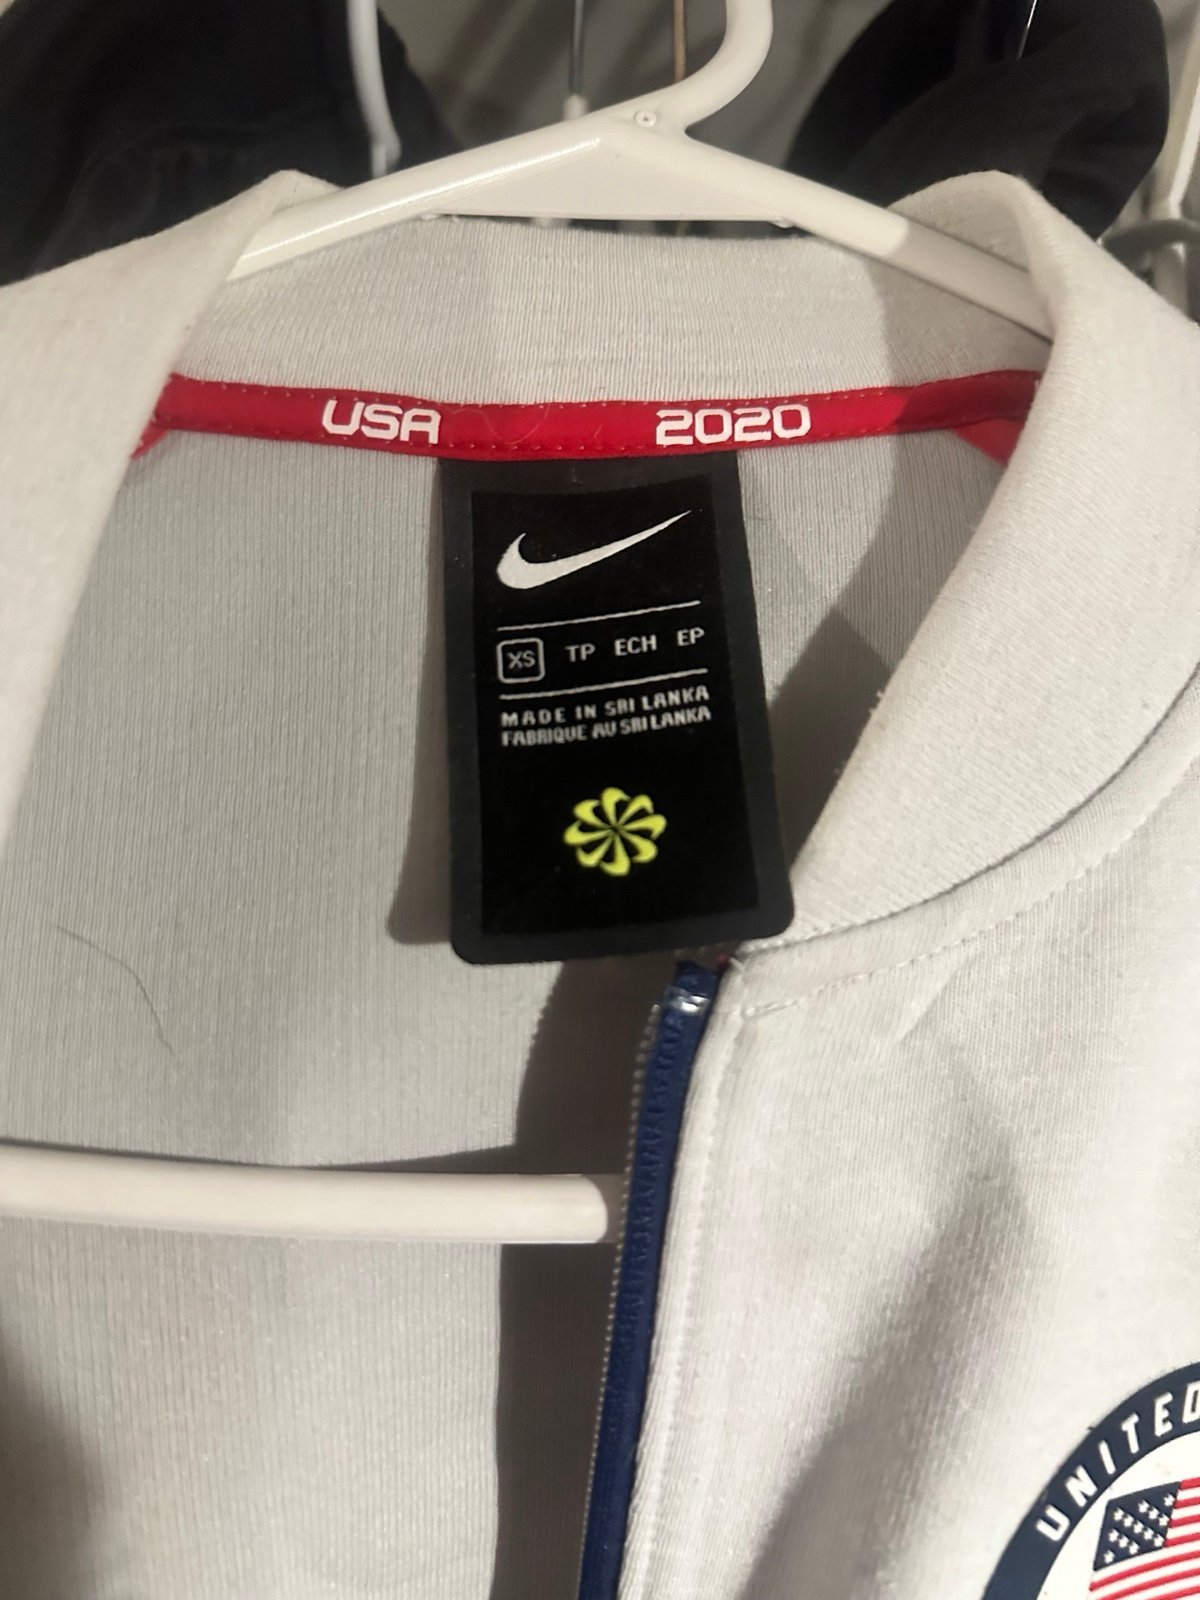 USA 2020
XS TP ECH EP
MADE IN SRI LANKA
FABRIQUE AU SRI LANKA
UNITED